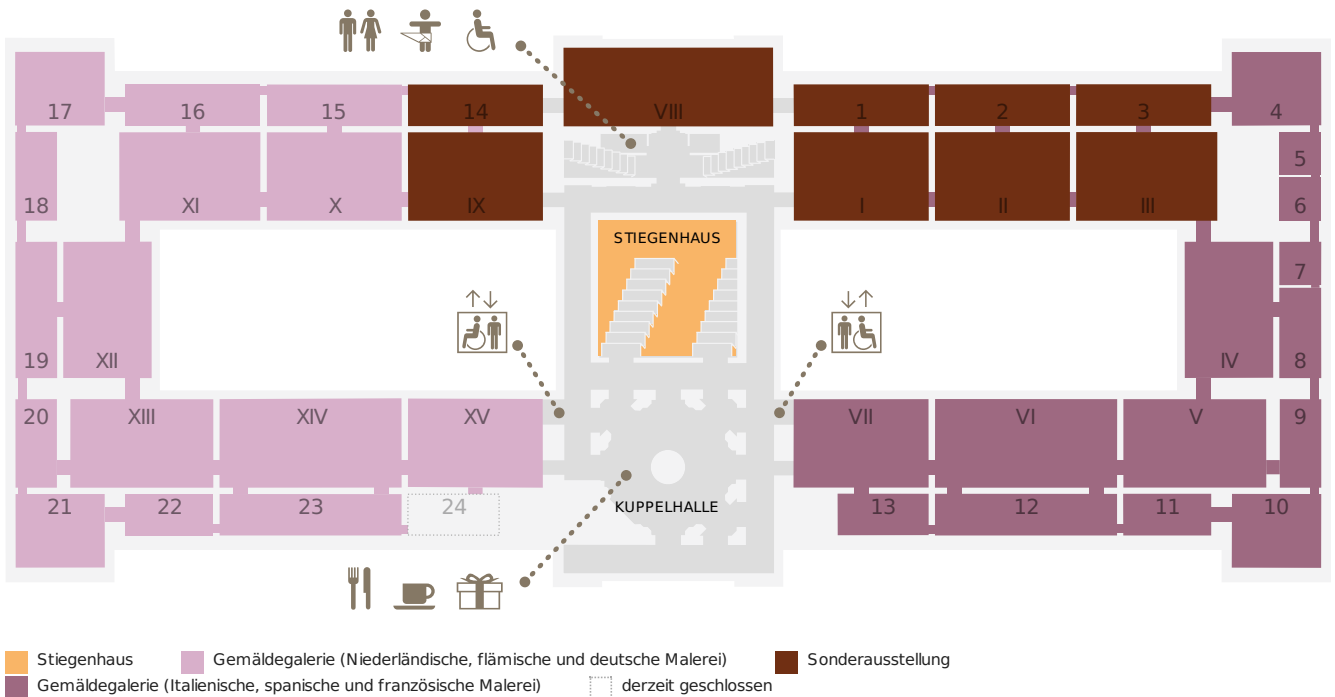 17
16
15
14
VIII
1
2
3
4
5
18
XI
X
IX
I
II
III
6
STIEGENHAUS
7
19
XII
IV
8
20
XIII
XIV
XV
VII
VI
V
9
21
22
23
24
KUPPELHALLE
13
12
11
10
Stiegenhaus
Gemäldegalerie (Niederländische, flämische und deutsche Malerei)
Sonderausstellung
Gemäldegalerie (Italienische, spanische und französische Malerei)
derzeit geschlossen